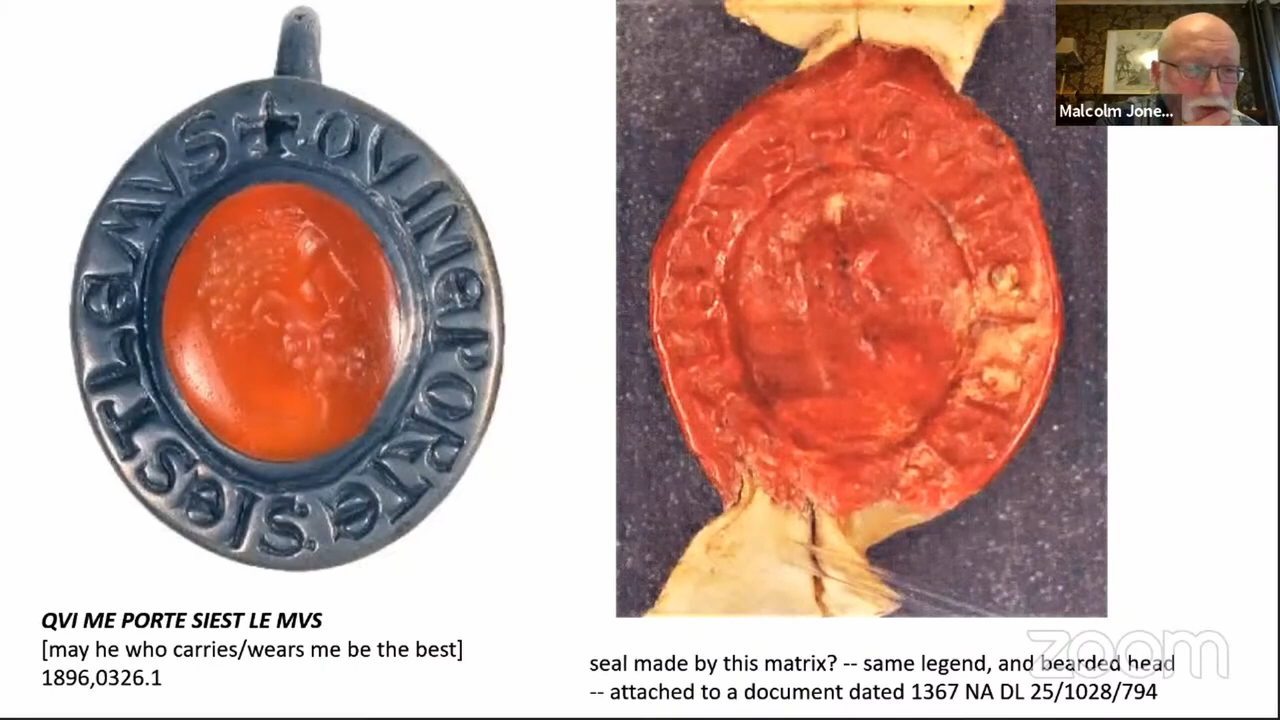 + QVI ME PORTE SIEST LE MVS
Malcolm Jone...
QVI ME PORTE SIEST LE MVS
[may he who carries/wears me be the best]
1896,0326.1
seal made by this matrix? -- same legend, and bearded head
-- attached to a document dated 1367 NA DL 25/1028/794
zoom